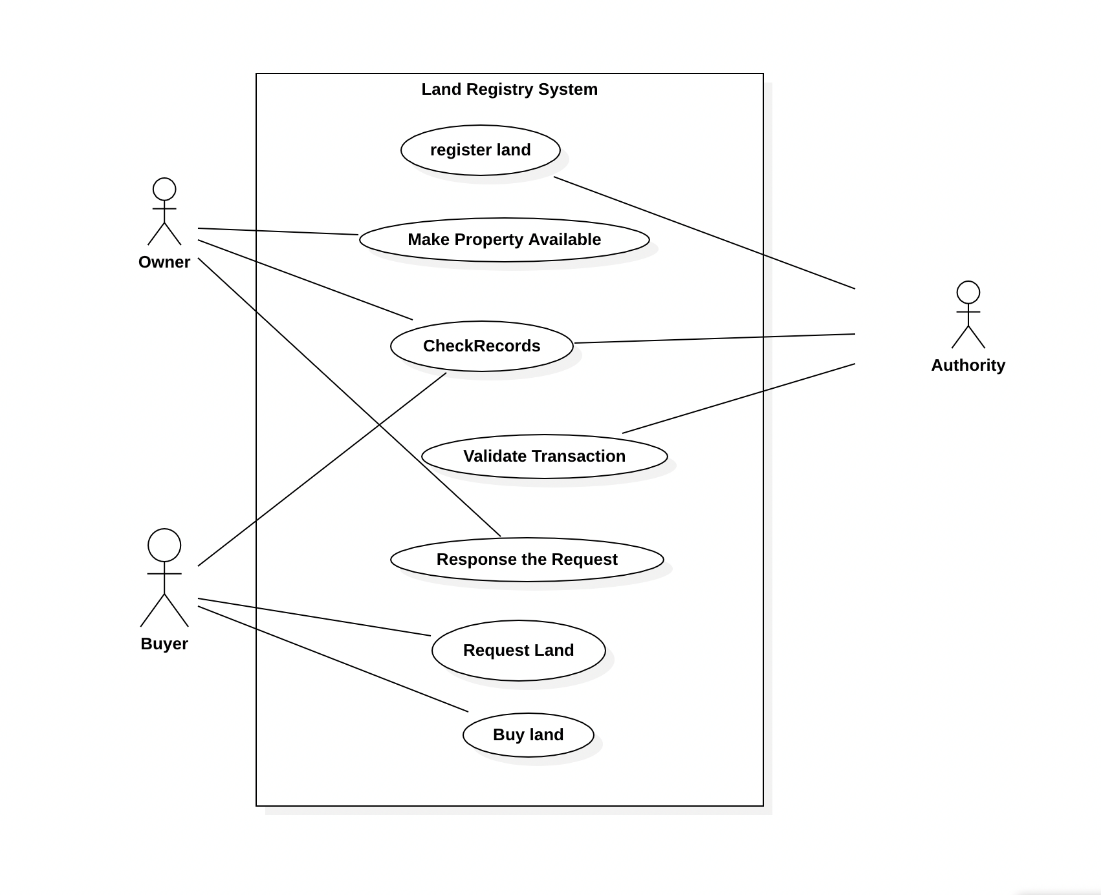 Land Registry System
register land
Make Property Available
Owner
CheckRecords
Authority
Validate Transaction
Response the Request
Buyer
Request Land
Buy land